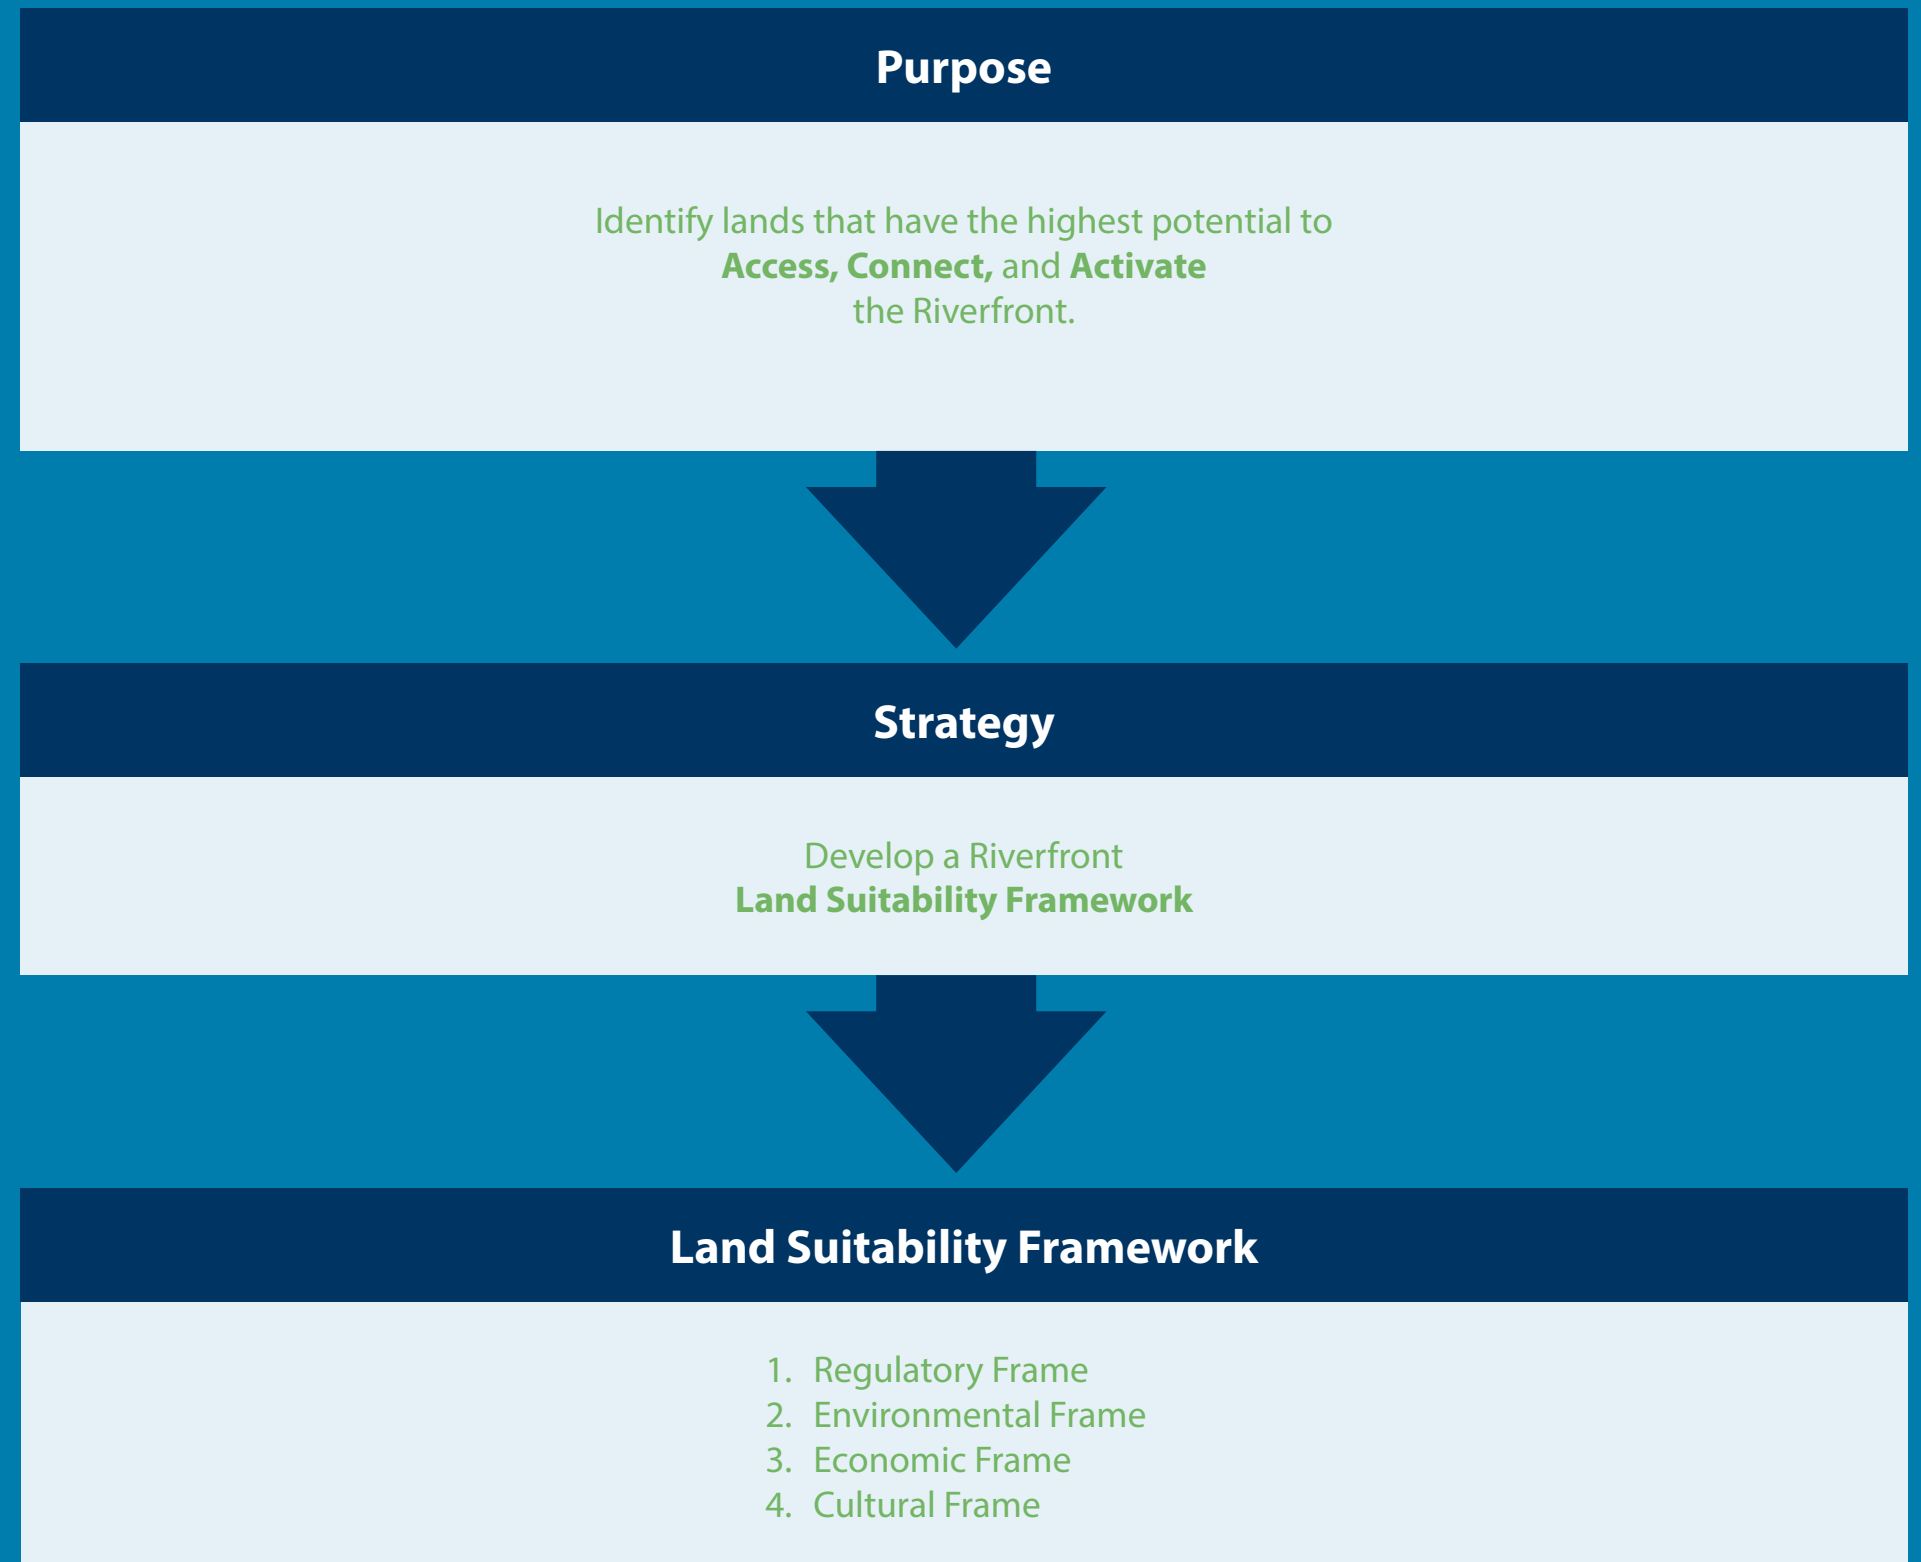 Purpose
Identify lands that have the highest potential to
Access, Connect, and Activate
the Riverfront.
Strategy
Develop a Riverfront
Land Suitability Framework
Land Suitability Framework
1. Regulatory Frame
2. Environmental Frame
3. Economic Frame
4. Cultural Frame